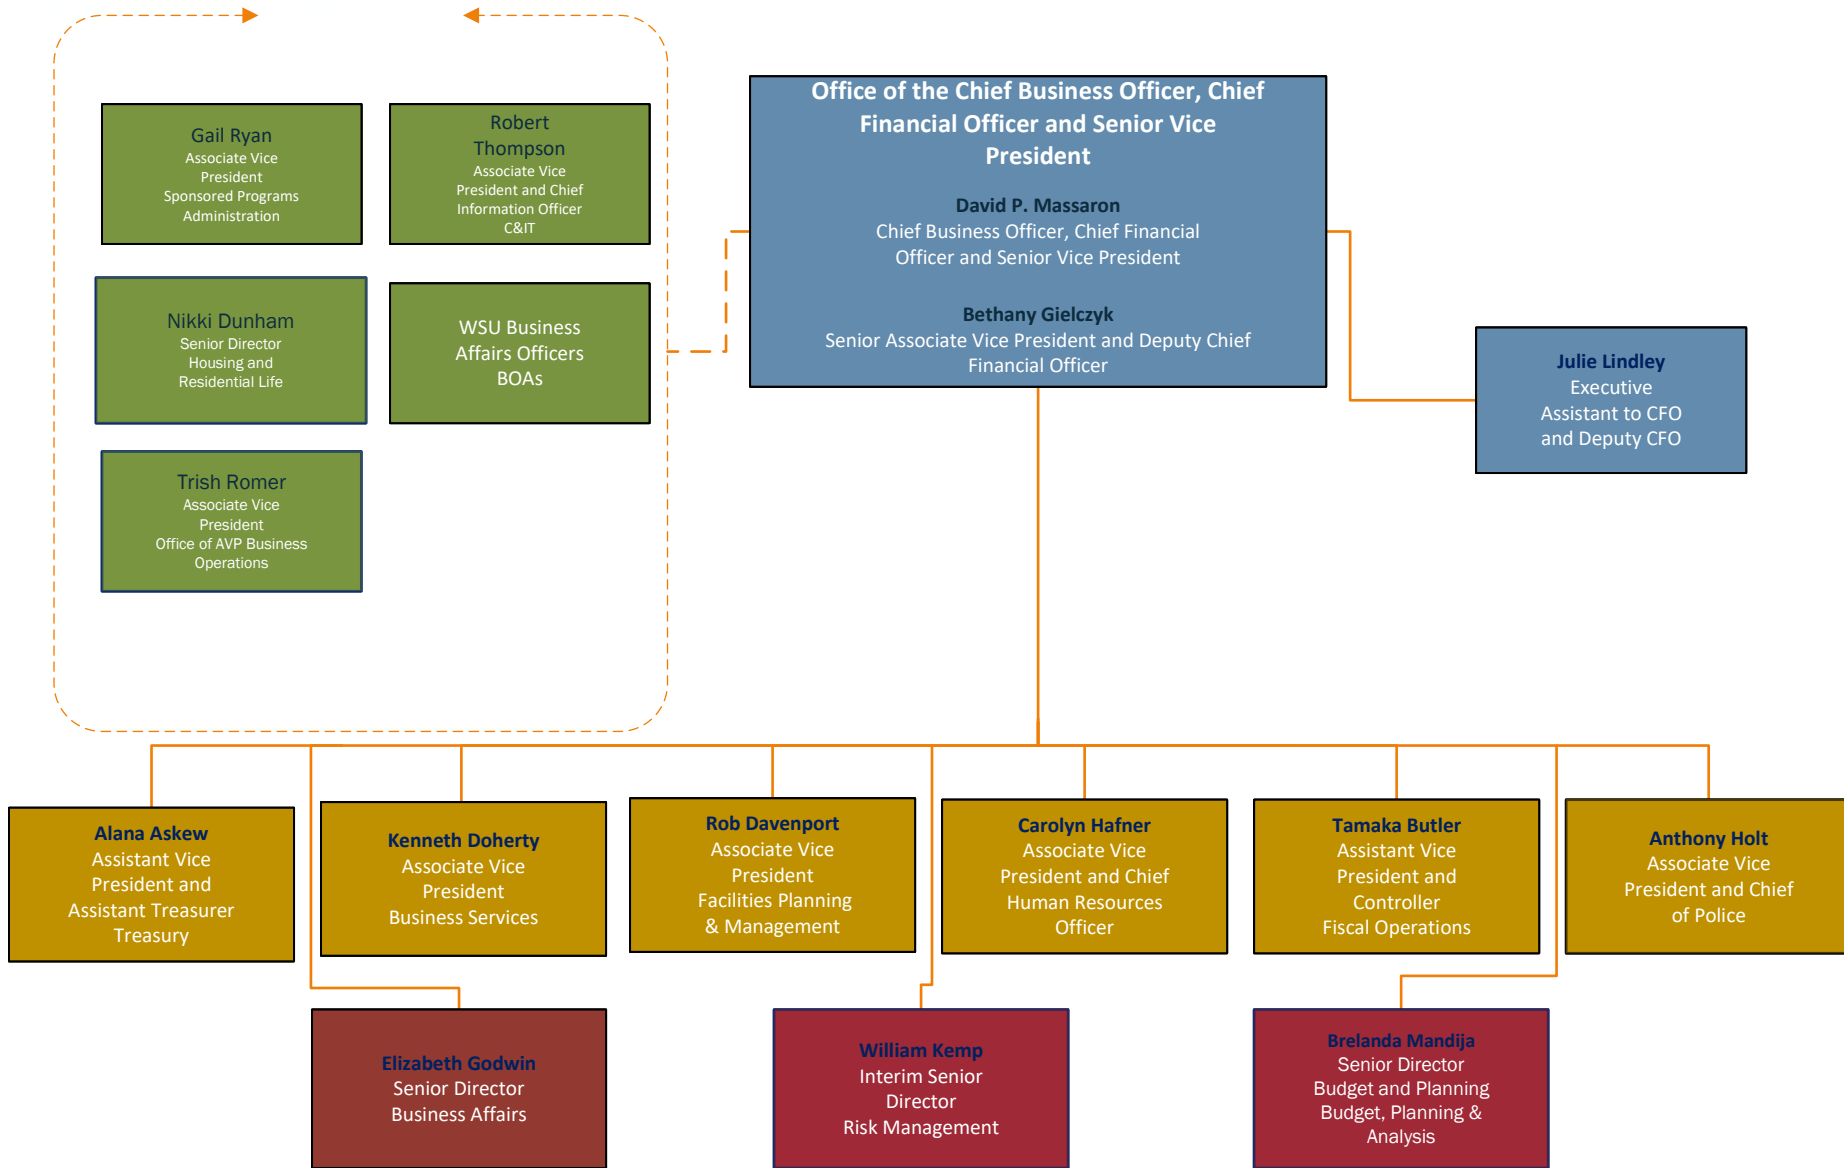 Gail Ryan
Associate Vice
President
Sponsored Programs
Administration
Robert
Thompson
Associate Vice
President and Chief
Information Officer
C&IT
Nikki Dunham
Senior Director
Housing and
Residential Life
WSU Business
Affairs Officers
BOAs
Trish Romer
Associate Vice
President
Office of AVP Business
Operations
Office of the Chief Business Officer, Chief
Financial Officer and Senior Vice
President
David P. Massaron
Chief Business Officer, Chief Financial
Officer and Senior Vice President
Bethany Gielczyk
Senior Associate Vice President and Deputy Chief
Financial Officer
Julie Lindley
Executive
Assistant to CFO
and Deputy CFO
Alana Askew
Assistant Vice
President and
Assistant Treasurer
Treasury
Kenneth Doherty
Associate Vice
President
Business Services
Rob Davenport
Associate Vice
President
Facilities Planning
& Management
Carolyn Hafner
Associate Vice
President and Chief
Human Resources
Officer
Tamaka Butler
Assistant Vice
President and
Controller
Fiscal Operations
Anthony Holt
Associate Vice
President and Chief
of Police
Elizabeth Godwin
Senior Director
Business Affairs
William Kemp
Interim Senior
Director
Risk Management
Brelanda Mandija
Senior Director
Budget and Planning
Budget, Planning &
Analysis